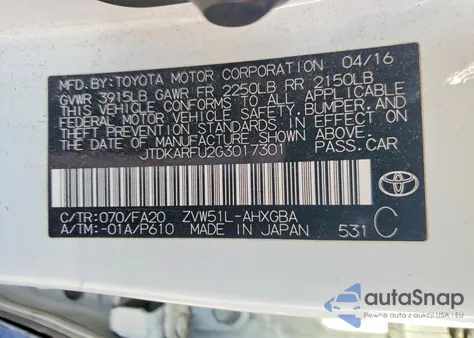 MFD. BY: TOYOTA MOTOR CORPORATION 04/16
GVWR 3915LB GAWR FR 2250LB RR 2150LB
THIS VEHICLE CONFORMS TO ALL APPLICABLE
FEDERAL MOTOR VEHICLE SAFETY, BUMPER, AND
THEFT PREVENTION STANDARDS IN EFFECT ON
THE DATE OF MANUFACTURE SHOWN ABOVE.
JTDKARFU2G3017301 PASS.CAR
C/TR: 070/FA20 ZVW51L-AHXGBA C
A/TM: -01A/P610 MADE IN JAPAN 531
autoSnap
Pewne auta z aukcji USA i EU